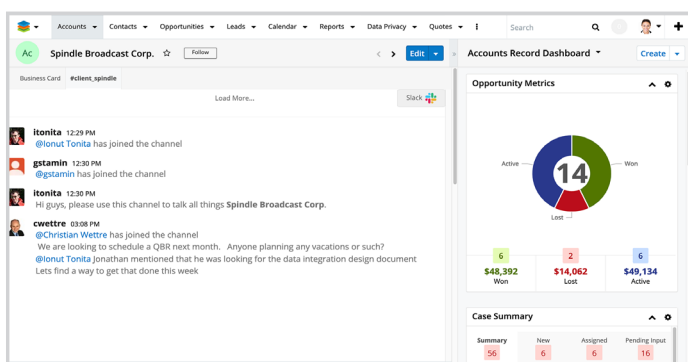 Accounts Contacts Opportunities Leads Calendar Reports Data Privacy Quotes Search
Ac Spindle Broadcast Corp. Follow Edit
Accounts Record Dashboard Create
Business Card #client_spindle
Load More... Slack
itonita 12:29 PM
@Ionut Tonita has joined the channel
gstamin 12:30 PM
@gstamin has joined the channel
itonita 12:30 PM
Hi guys, please use this channel to talk all things Spindle Broadcast Corp.
cwettre 03:08 PM
@Christian Wettre has joined the channel
We are looking to schedule a QBR next month. Anyone planning any vacations or such?
@Ionut Tonita Jonathan mentioned that he was looking for the data integration design document
Lets find a way to get that done this week
Opportunity Metrics
Active 14 Won
Lost
6 2 6
$48,392 $14,062 $49,134
Won Lost Active
Case Summary
Summary New Assigned Pending Input
56 6 6 16